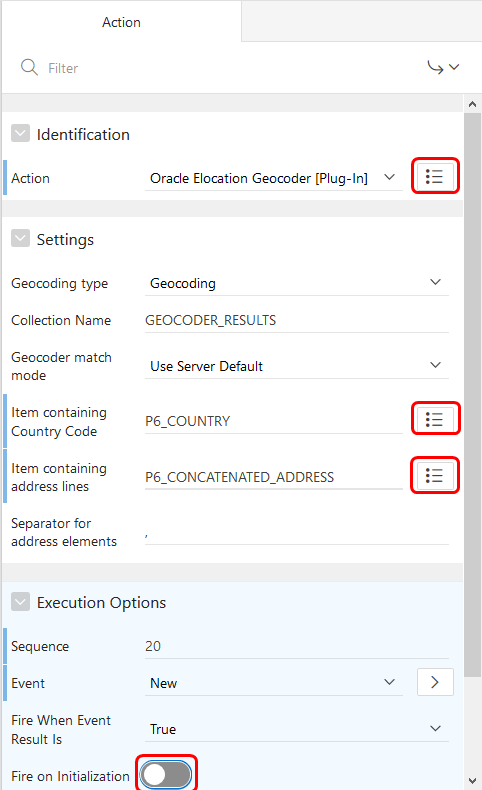 Action
Filter
Identification
Action Oracle Elocation Geocoder [Plug-In]
Settings
Geocoding type Geocoding
Collection Name GEOCODER_RESULTS
Geocoder match
mode
Use Server Default
Item containing
Country Code
P6_COUNTRY
Item containing
address lines
P6_CONCATENATED_ADDRESS
Separator for
address elements
,
Execution Options
Sequence 20
Event New
Fire When Event
Result Is
True
Fire on Initialization